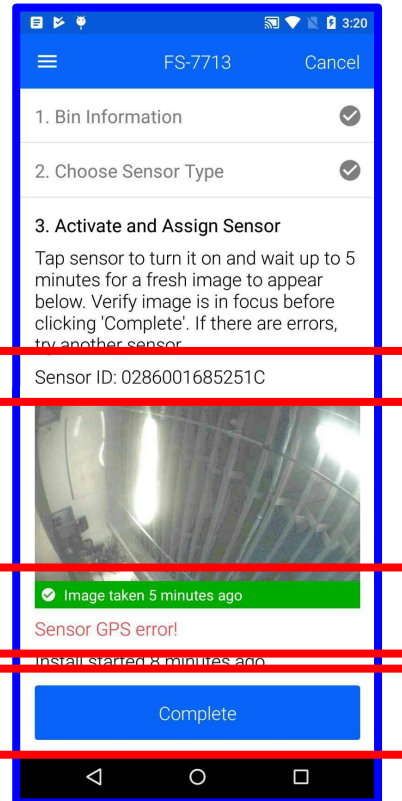 3:20
FS-7713
Cancel
1. Bin Information
2. Choose Sensor Type
3. Activate and Assign Sensor
Tap sensor to turn it on and wait up to 5
minutes for a fresh image to appear
below. Verify image is in focus before
clicking 'Complete'. If there are errors,
try another sensor
Sensor ID: 0286001685251C
Image taken 5 minutes ago
Sensor GPS error!
Install started 8 minutes ago
Complete